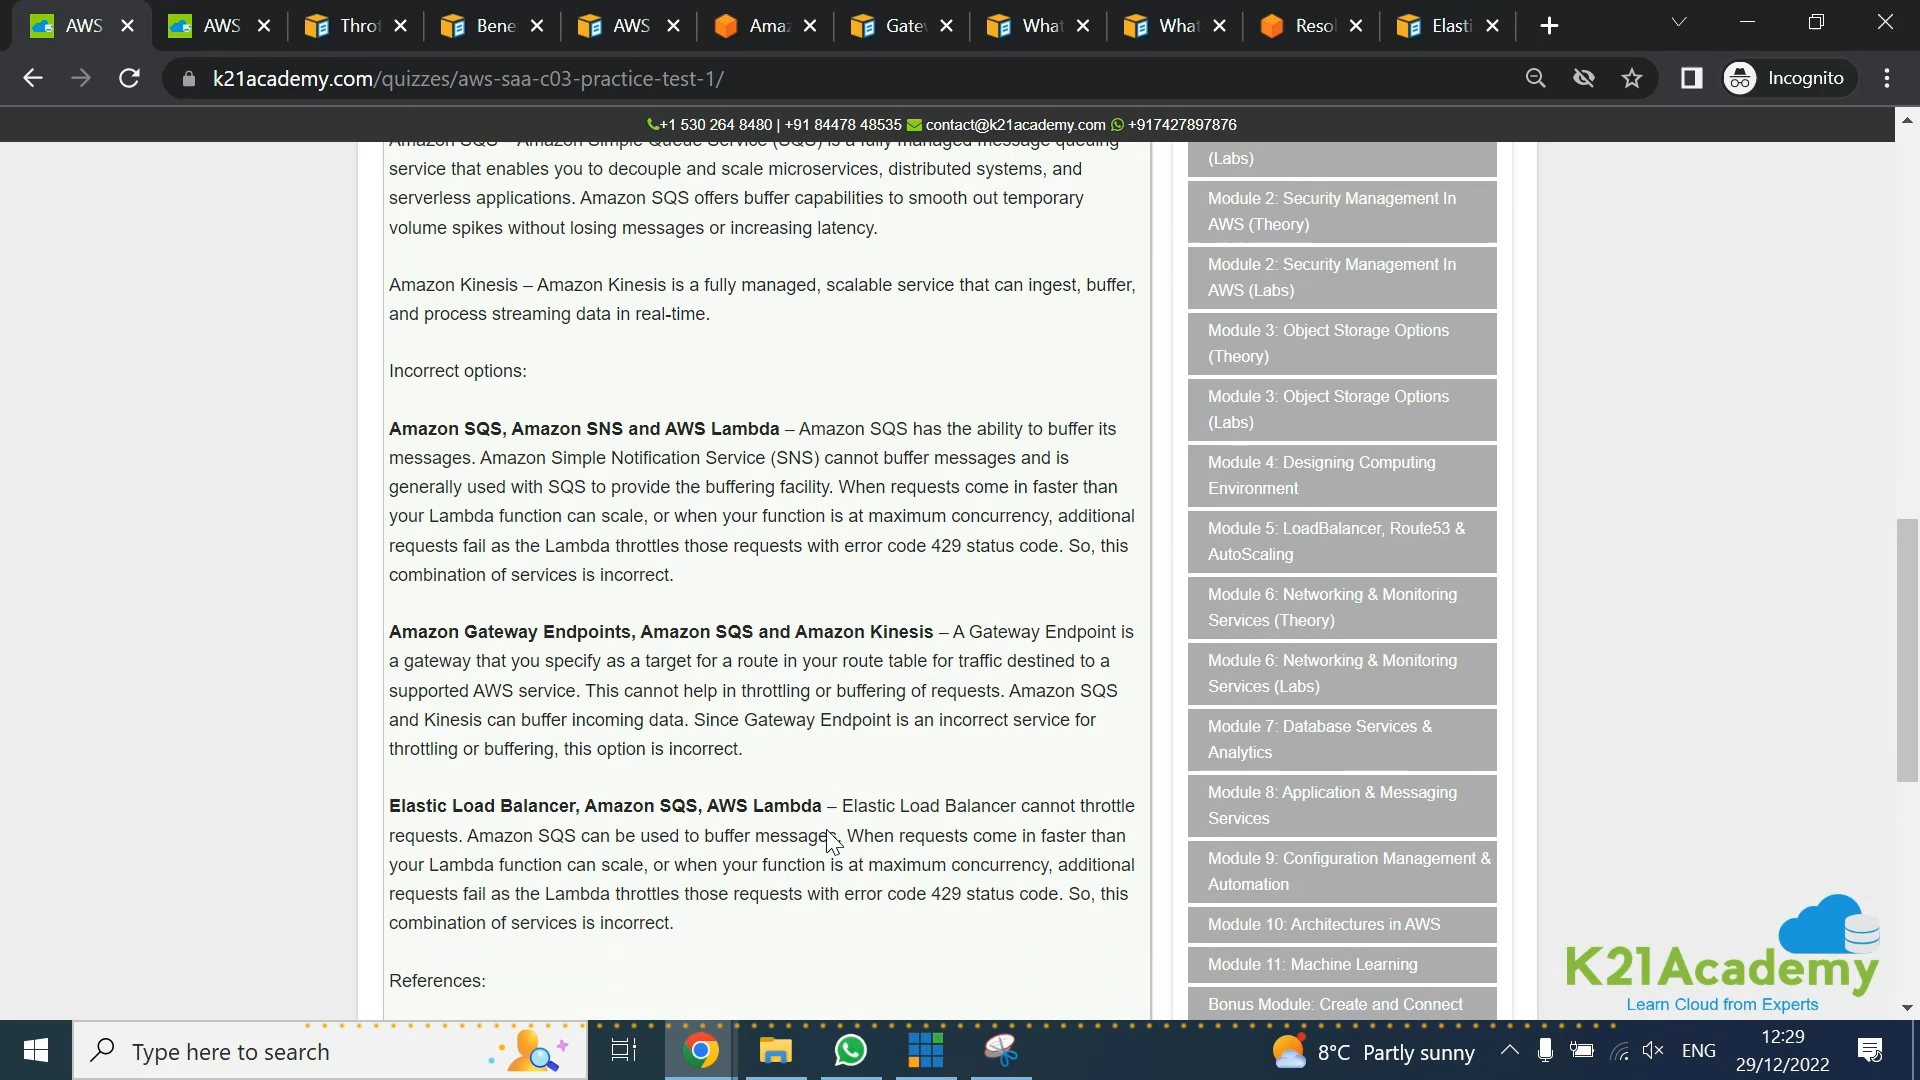 AWS
AWS
Thro
Bene
AWS
Ama
Gate
What
What
Reso
Elasti
k21academy.com/quizzes/aws-saa-c03-practice-test-1/
Incognito
+1 530 264 8480 | +91 84478 48535 contact@k21academy.com +917427897876
Amazon SQS – Amazon Simple Queue Service (SQS) is a fully managed message queuing
service that enables you to decouple and scale microservices, distributed systems, and
serverless applications. Amazon SQS offers buffer capabilities to smooth out temporary
volume spikes without losing messages or increasing latency.
Amazon Kinesis – Amazon Kinesis is a fully managed, scalable service that can ingest, buffer,
and process streaming data in real-time.
Incorrect options:
Amazon SQS, Amazon SNS and AWS Lambda – Amazon SQS has the ability to buffer its
messages. Amazon Simple Notification Service (SNS) cannot buffer messages and is
generally used with SQS to provide the buffering facility. When requests come in faster than
your Lambda function can scale, or when your function is at maximum concurrency, additional
requests fail as the Lambda throttles those requests with error code 429 status code. So, this
combination of services is incorrect.
Amazon Gateway Endpoints, Amazon SQS and Amazon Kinesis – A Gateway Endpoint is
a gateway that you specify as a target for a route in your route table for traffic destined to a
supported AWS service. This cannot help in throttling or buffering of requests. Amazon SQS
and Kinesis can buffer incoming data. Since Gateway Endpoint is an incorrect service for
throttling or buffering, this option is incorrect.
Elastic Load Balancer, Amazon SQS, AWS Lambda – Elastic Load Balancer cannot throttle
requests. Amazon SQS can be used to buffer messages. When requests come in faster than
your Lambda function can scale, or when your function is at maximum concurrency, additional
requests fail as the Lambda throttles those requests with error code 429 status code. So, this
combination of services is incorrect.
References:
(Labs)
Module 2: Security Management In
AWS (Theory)
Module 2: Security Management In
AWS (Labs)
Module 3: Object Storage Options
(Theory)
Module 3: Object Storage Options
(Labs)
Module 4: Designing Computing
Environment
Module 5: LoadBalancer, Route53 &
AutoScaling
Module 6: Networking & Monitoring
Services (Theory)
Module 6: Networking & Monitoring
Services (Labs)
Module 7: Database Services &
Analytics
Module 8: Application & Messaging
Services
Module 9: Configuration Management &
Automation
Module 10: Architectures in AWS
Module 11: Machine Learning
Bonus Module: Create and Connect
K21Academy
Learn Cloud from Experts
Type here to search
8°C Partly sunny
ENG
12:29
29/12/2022